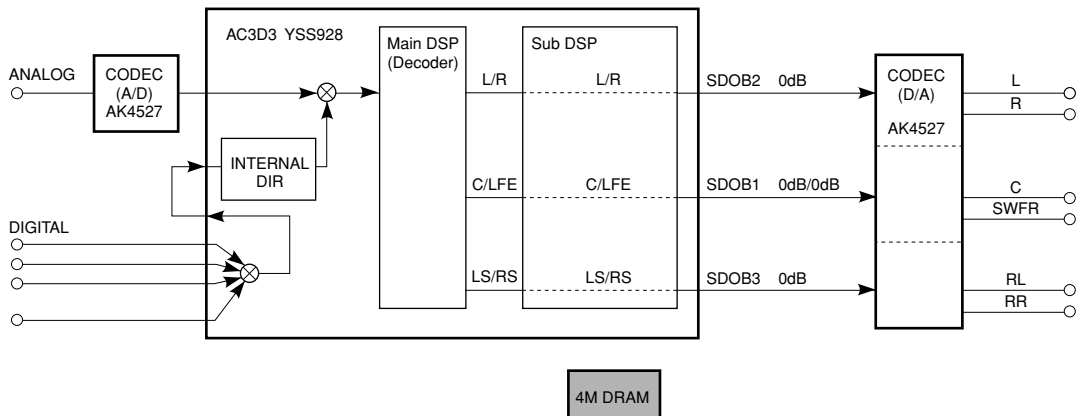 AC3D3 YSS928
Main DSP
(Decoder)
Sub DSP
ANALOG
CODEC
(A/D)
AK4527
L/R
L/R
SDOB2 0dB
CODEC
(D/A)
AK4527
L
R
INTERNAL
DIR
C/LFE
C/LFE
SDOB1 0dB/0dB
C
SWFR
DIGITAL
LS/RS
LS/RS
SDOB3 0dB
RL
RR
4M DRAM